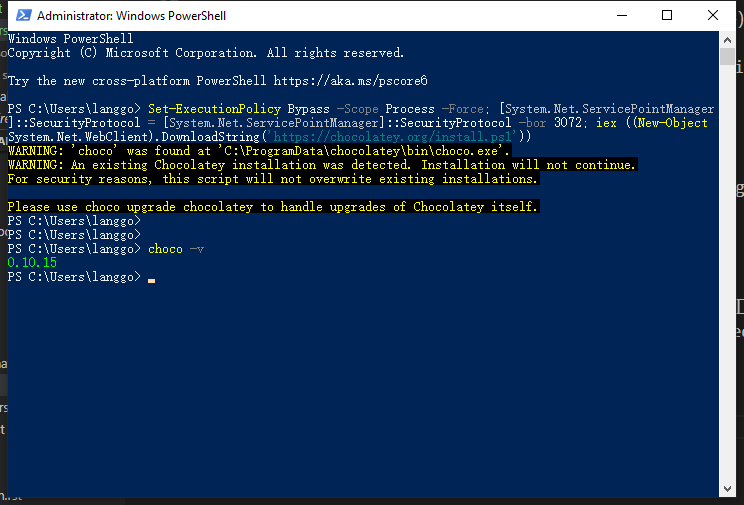 Administrator: Windows PowerShell
Windows PowerShell
Copyright (C) Microsoft Corporation. All rights reserved.
Try the new cross-platform PowerShell https://aka.ms/pscore6
PS C:\Users\langgo> Set-ExecutionPolicy Bypass -Scope Process -Force; [System.Net.ServicePointManager
]::SecurityProtocol = [System.Net.ServicePointManager]::SecurityProtocol -bor 3072; iex ((New-Object
System.Net.WebClient).DownloadString('https://chocolatey.org/install.ps1'))
WARNING: 'choco' was found at 'C:\ProgramData\chocolatey\bin\choco.exe'.
WARNING: An existing Chocolatey installation was detected. Installation will not continue.
For security reasons, this script will not overwrite existing installations.
Please use choco upgrade chocolatey to handle upgrades of Chocolatey itself.
PS C:\Users\langgo>
PS C:\Users\langgo>
PS C:\Users\langgo> choco -v
0.10.15
PS C:\Users\langgo>